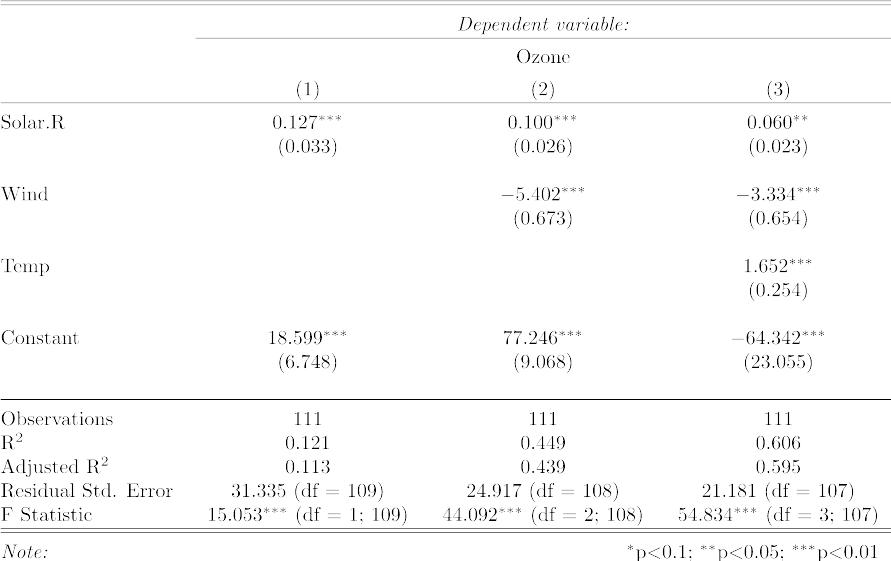 Dependent variable:
Ozone
(1) (2) (3)
Solar.R 0.127*** 0.100*** 0.060**
(0.033) (0.026) (0.023)
Wind −5.402*** −3.334***
(0.673) (0.654)
Temp 1.652***
(0.254)
Constant 18.599*** 77.246*** −64.342***
(6.748) (9.068) (23.055)
Observations 111 111 111
R² 0.121 0.449 0.606
Adjusted R² 0.113 0.439 0.595
Residual Std. Error 31.335 (df = 109) 24.917 (df = 108) 21.181 (df = 107)
F Statistic 15.053*** (df = 1; 109) 44.092*** (df = 2; 108) 54.834*** (df = 3; 107)
Note: *p<0.1; **p<0.05; ***p<0.01